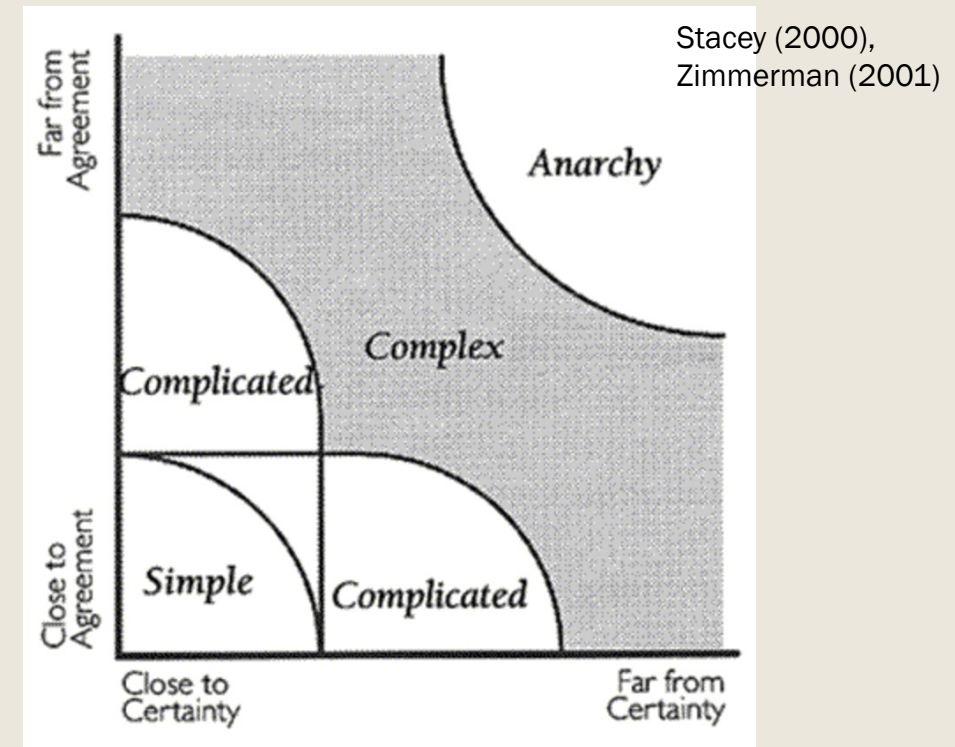 Stacey (2000),
Zimmerman (2001)
Far from
Agreement
Anarchy
Complex
Complicated
Close to
Agreement
Simple
Complicated
Close to
Certainty
Far from
Certainty